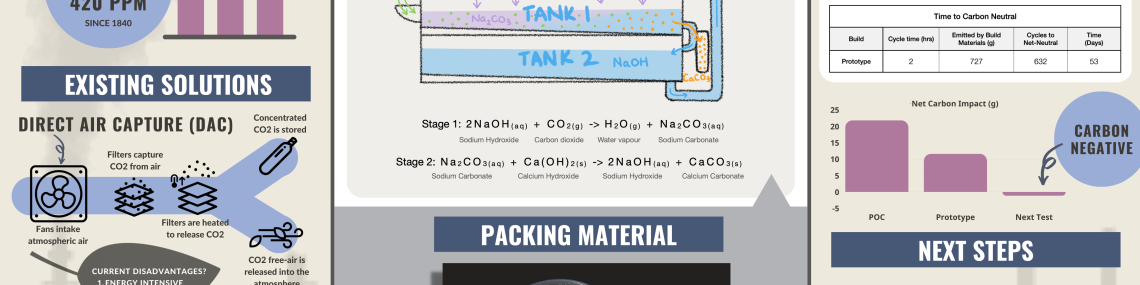 420 PPM
SINCE 1840
EXISTING SOLUTIONS
DIRECT AIR CAPTURE (DAC)
Concentrated
CO2 is stored
Filters capture
CO2 from air
Fans intake
atmospheric air
Filters are heated
to release CO2
CO2 free-air is
released into the
atmosphere
CURRENT DISADVANTAGES?
1. ENERGY INTENSIVE
Na₂CO₃
TANK 1
TANK 2
NaOH
CaCO₃
Stage 1: 2NaOH(aq) + CO₂(g) -> H₂O(g) + Na₂CO₃(aq)
Sodium Hydroxide Carbon dioxide Water vapour Sodium Carbonate
Stage 2: Na₂CO₃(aq) + Ca(OH)₂(s) -> 2NaOH(aq) + CaCO₃(s)
Sodium Carbonate Calcium Hydroxide Sodium Hydroxide Calcium Carbonate
PACKING MATERIAL
Time to Carbon Neutral
Build Cycle time (hrs) Emitted by Build Materials (g) Cycles to Net-Neutral Time (Days)
Prototype 2 727 632 53
Net Carbon Impact (g)
25
20
15
10
5
0
-5
POC Prototype Next Test
CARBON
NEGATIVE
NEXT STEPS